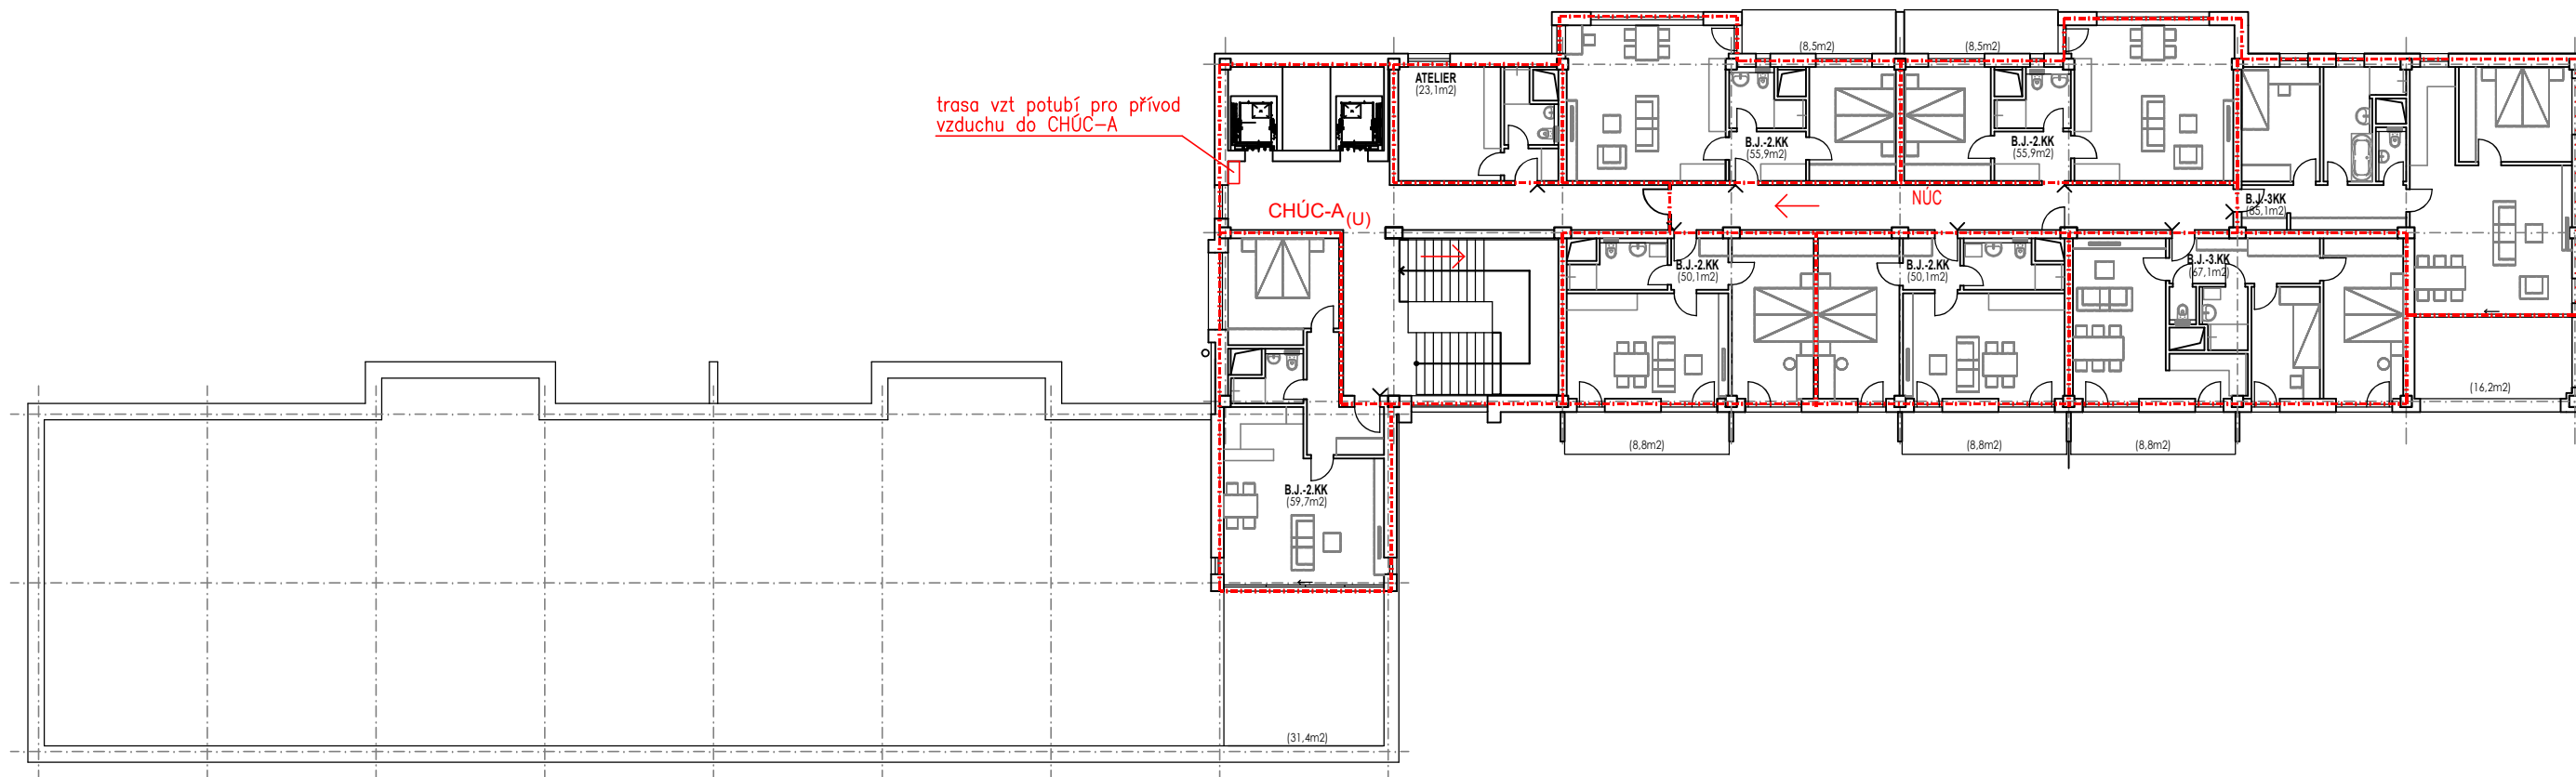 trasa vzt potubí pro přívod
vzduchu do CHÚC-A
ATELIER
(23,1m2)
(8,5m2)
(8,5m2)
B.J.-2.KK
(55,9m2)
B.J.-2.KK
(55,9m2)
B.J.-3KK
(85,1m2)
CHÚC-A(U)
NÚC
B.J.-2.KK
(50,1m2)
B.J.-2.KK
(50,1m2)
B.J.-3.KK
(67,1m2)
(16,2m2)
(8,8m2)
(8,8m2)
(8,8m2)
B.J.-2.KK
(59,7m2)
(31,4m2)